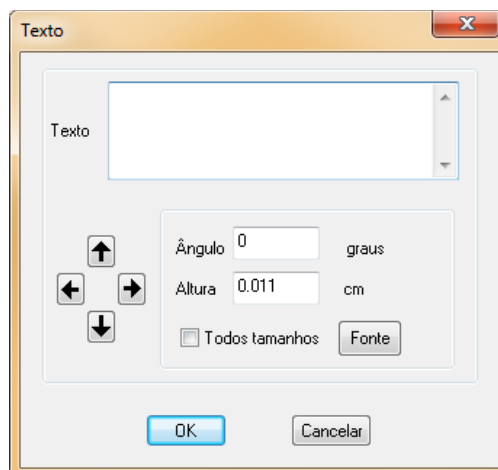 Texto
Texto
Ângulo 0 graus
Altura 0.011 cm
Todos tamanhos Fonte
OK Cancelar